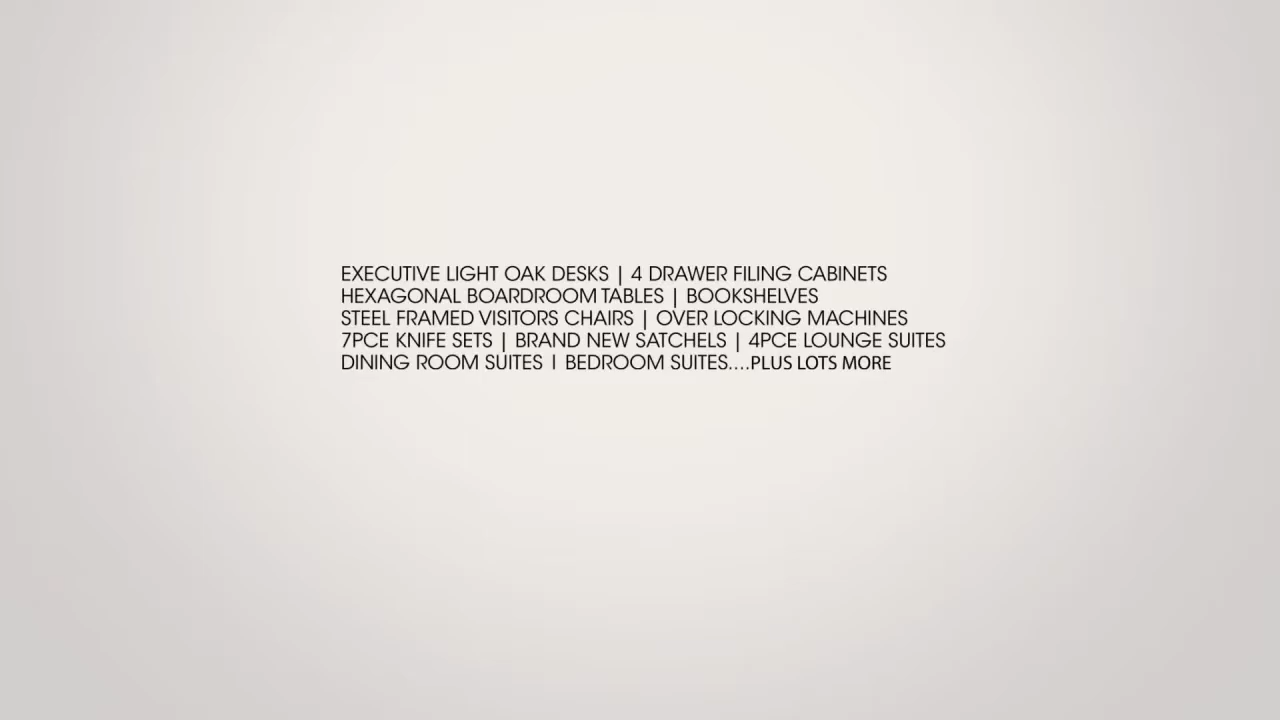 EXECUTIVE LIGHT OAK DESKS | 4 DRAWER FILING CABINETS
HEXAGONAL BOARDROOM TABLES | BOOKSHELVES
STEEL FRAMED VISITORS CHAIRS | OVER LOCKING MACHINES
7PCE KNIFE SETS | BRAND NEW SATCHELS | 4PCE LOUNGE SUITES
DINING ROOM SUITES I BEDROOM SUITES....PLUS LOTS MORE